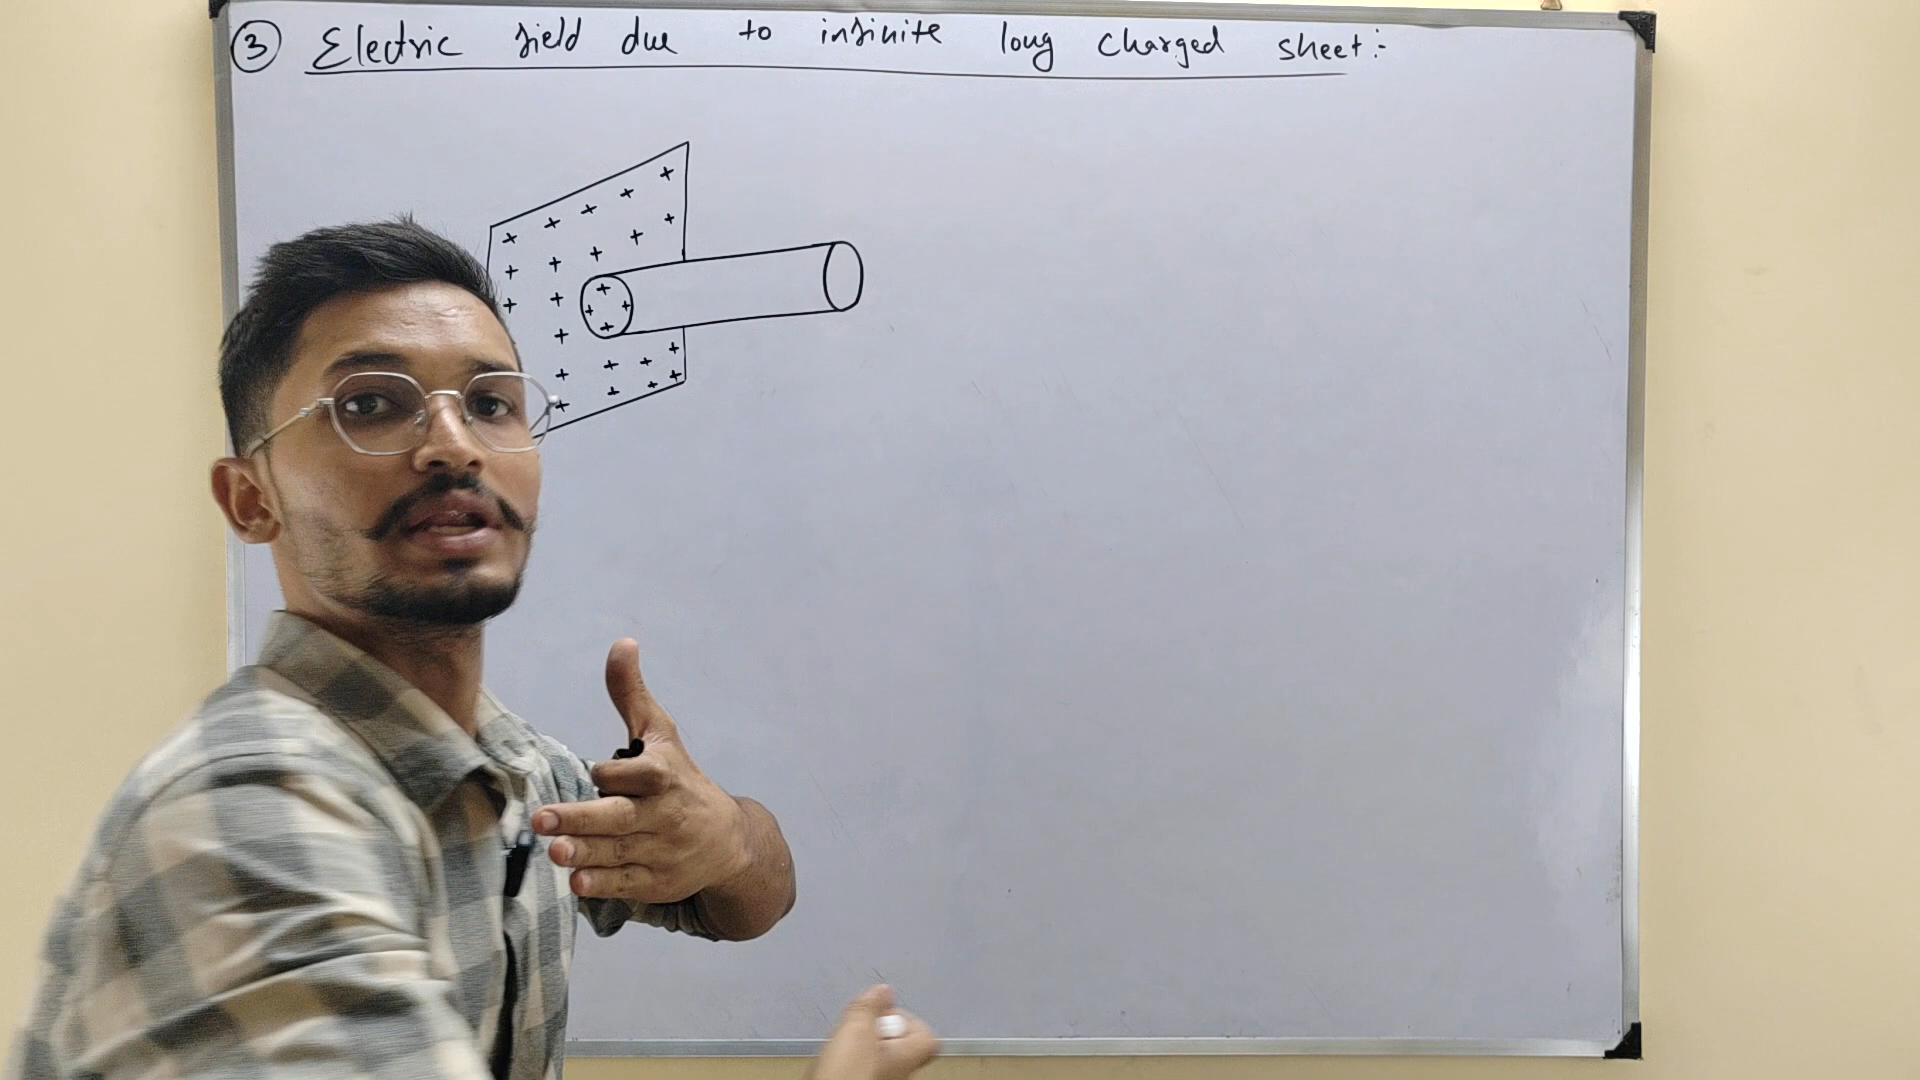 ③ Electric field due to infinite long charged sheet :-
+ + + + +
+ + + + +
+ + + + +
+ + +
+ + + +
+ + + +